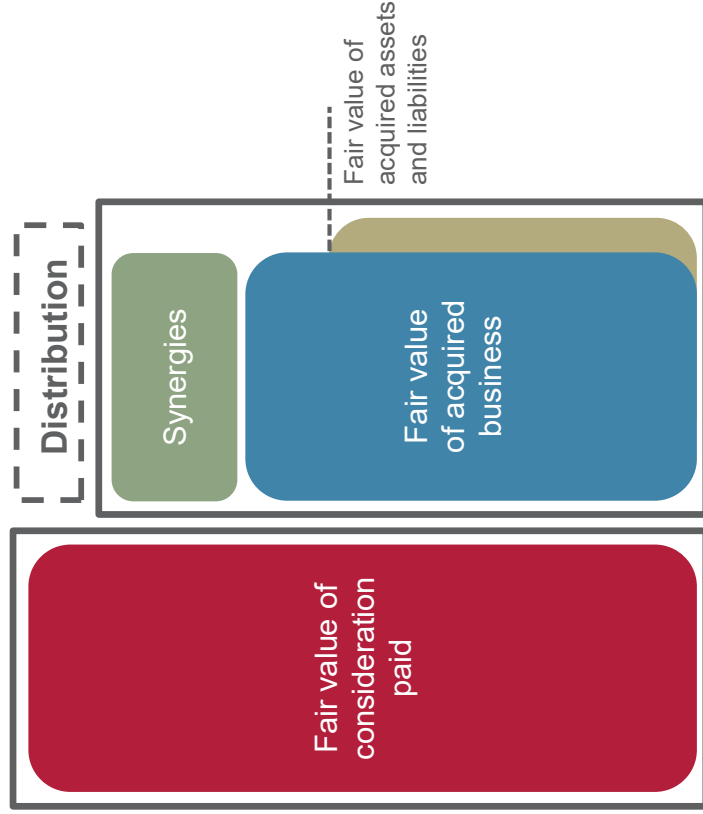 Fair value of
consideration
paid
Distribution
Synergies
Fair value
of acquired
business
Fair value of
acquired assets
and liabilities